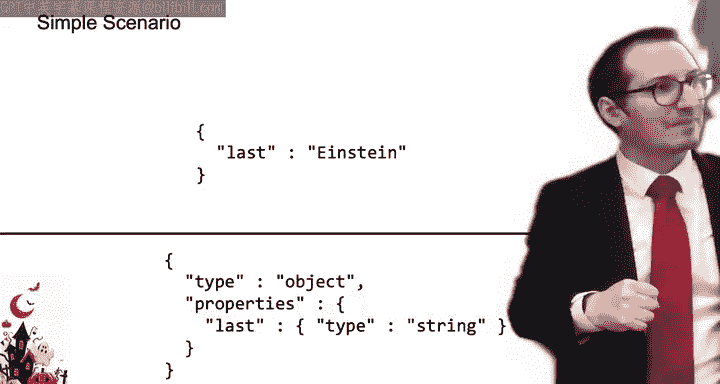 Simple Scenario
{
"last" : "Einstein"
}
{
"type" : "object",
"properties" : {
"last" : { "type" : "string" }
}
}